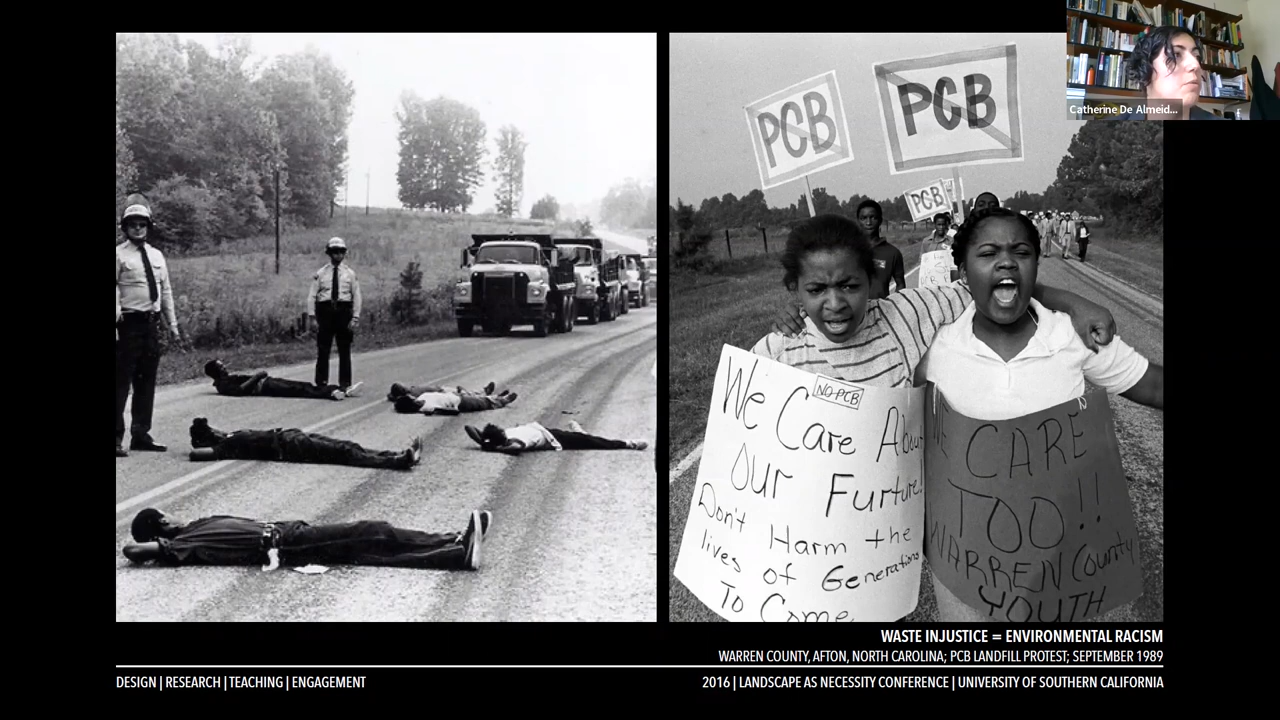 Catherine De Almeid...
PCB
PCB
PCB
NO-PCB
We Care Abou
Our Furture!
Don't Harm the
lives of Generations
To Come
WE CARE
TOO!!
WARREN County
YOUTH
WASTE INJUSTICE = ENVIRONMENTAL RACISM
WARREN COUNTY, AFTON, NORTH CAROLINA; PCB LANDFILL PROTEST; SEPTEMBER 1989
DESIGN | RESEARCH | TEACHING | ENGAGEMENT
2016 | LANDSCAPE AS NECESSITY CONFERENCE | UNIVERSITY OF SOUTHERN CALIFORNIA